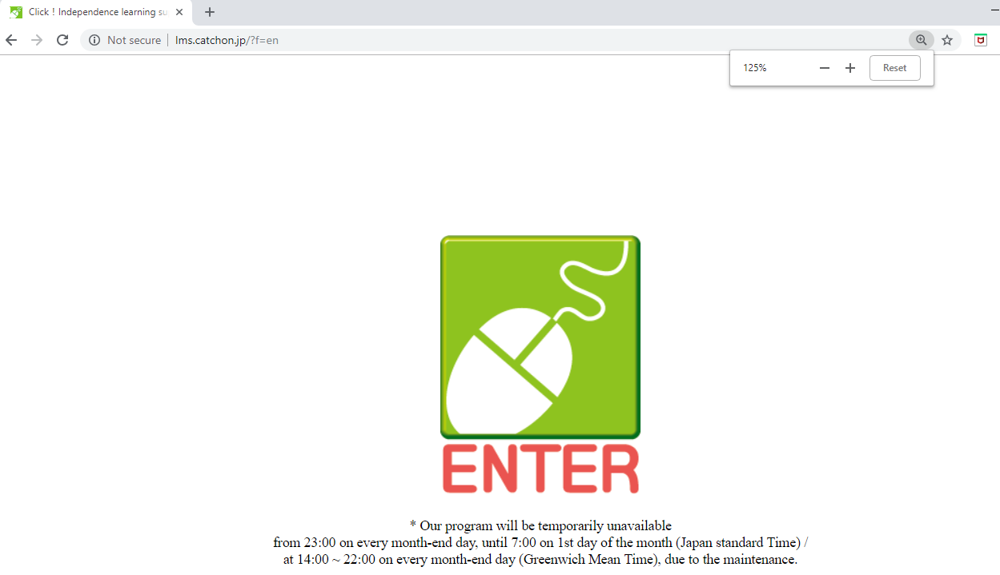 Click ! Independence learning su
Not secure
lms.catchon.jp/?f=en
125%
Reset
ENTER
* Our program will be temporarily unavailable
from 23:00 on every month-end day, until 7:00 on 1st day of the month (Japan standard Time) /
at 14:00 ~ 22:00 on every month-end day (Greenwich Mean Time), due to the maintenance.